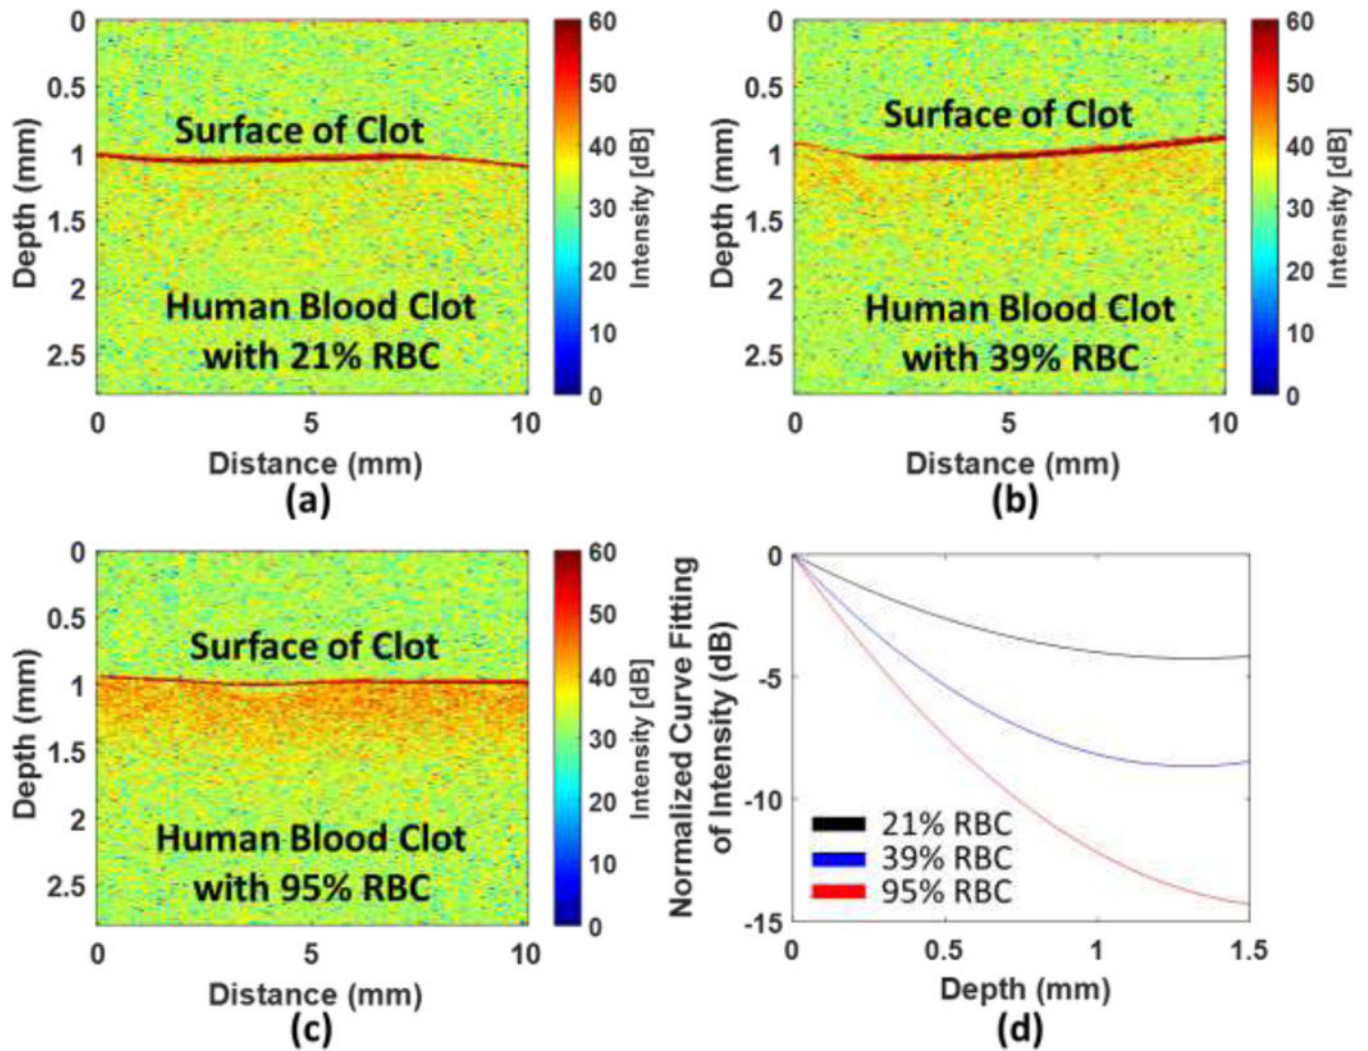 0
0.5
1
1.5
2
2.5
Depth (mm)
Surface of Clot
Human Blood Clot
with 21% RBC
0
5
10
Distance (mm)
60
50
40
30
20
10
0
Intensity [dB]
(a)
0
0.5
1
1.5
2
2.5
Depth (mm)
Surface of Clot
Human Blood Clot
with 39% RBC
0
5
10
Distance (mm)
60
50
40
30
20
10
0
Intensity [dB]
(b)
0
0.5
1
1.5
2
2.5
Depth (mm)
Surface of Clot
Human Blood Clot
with 95% RBC
0
5
10
Distance (mm)
60
50
40
30
20
10
0
Intensity [dB]
(c)
Normalized Curve Fitting
of Intensity (dB)
0
-5
-10
-15
21% RBC
39% RBC
95% RBC
0
0.5
1
1.5
Depth (mm)
(d)